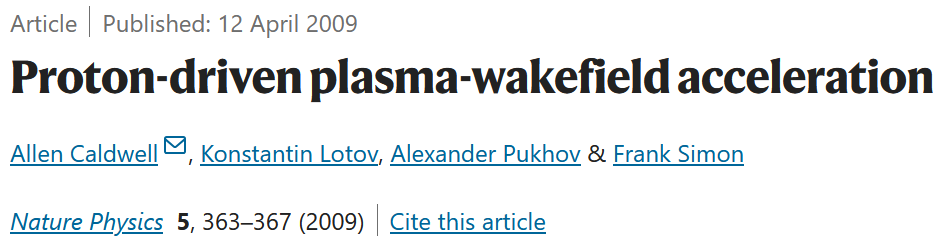 Article | Published: 12 April 2009
Proton-driven plasma-wakefield acceleration
Allen Caldwell, Konstantin Lotov, Alexander Pukhov & Frank Simon
Nature Physics 5, 363–367 (2009) | Cite this article